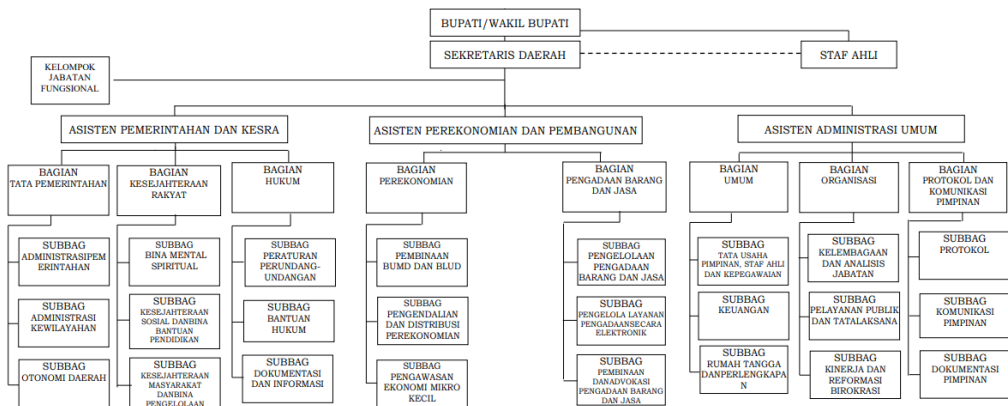 BUPATI/WAKIL BUPATI
SEKRETARIS DAERAH
STAF AHLI
KELOMPOK
JABATAN
FUNGSIONAL
ASISTEN PEMERINTAHAN DAN KESRA
ASISTEN PEREKONOMIAN DAN PEMBANGUNAN
ASISTEN ADMINISTRASI UMUM
BAGIAN
TATA PEMERINTAHAN
BAGIAN
KESEJAHTERAAN
RAKYAT
BAGIAN
HUKUM
BAGIAN
PEREKONOMIAN
BAGIAN
PENGADAAN BARANG
DAN JASA
BAGIAN
UMUM
BAGIAN
ORGANISASI
BAGIAN
PROTOKOL DAN
KOMUNIKASI
PIMPINAN
SUBBAG
ADMINISTRASIPEM
ERINTAHAN
SUBBAG
BINA MENTAL
SPIRITUAL
SUBBAG
PERATURAN
PERUNDANG-
UNDANGAN
SUBBAG
PEMBINAAN
BUMD DAN BLUD
SUBBAG
PENGELOLAAN
PENGADAAN
BARANG DAN JASA
SUBBAG
TATA USAHA
PIMPINAN, STAF AHLI
DAN KEPEGAWAIAN
SUBBAG
KELEMBAGAAN
DAN ANALISIS
JABATAN
SUBBAG
PROTOKOL
SUBBAG
ADMINISTRASI
KEWILAYAHAN
SUBBAG
KESEJAHTERAAN
SOSIAL DANBINA
BANTUAN
PENDIDIKAN
SUBBAG
BANTUAN
HUKUM
SUBBAG
PENGENDALIAN
DAN DISTRIBUSI
PEREKONOMIAN
SUBBAG
PENGELOLA LAYANAN
PENGADAANSECARA
ELEKTRONIK
SUBBAG
KEUANGAN
SUBBAG
PELAYANAN PUBLIK
DAN TATALAKSANA
SUBBAG
KOMUNIKASI
PIMPINAN
SUBBAG
OTONOMI DAERAH
SUBBAG
KESEJAHTERAAN
MASYARAKAT
DANBINA
PENGELOLAAN
SUBBAG
DOKUMENTASI
DAN INFORMASI
SUBBAG
PENGAWASAN
EKONOMI MIKRO
KECIL
SUBBAG
PEMBINAAN
DANADVOKASI
PENGADAAN BARANG
DAN JASA
SUBBAG
RUMAH TANGGA
DANPERLENGKAPA
N
SUBBAG
KINERJA DAN
REFORMASI
BIROKRASI
SUBBAG
DOKUMENTASI
PIMPINAN